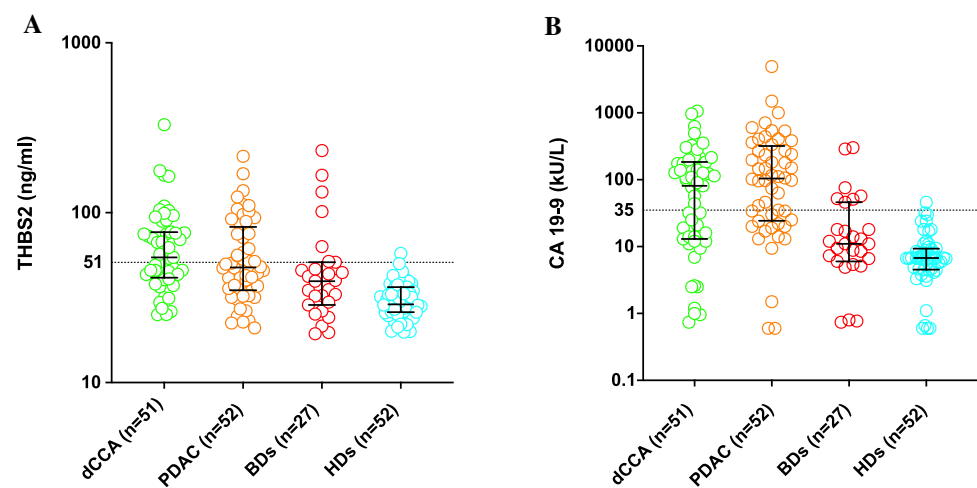 A
THBS2 (ng/ml)
1000
100
51
10
dCCA (n=51)
PDAC (n=52)
BDs (n=27)
HDs (n=52)
B
CA 19-9 (kU/L)
10000
1000
100
35
10
1
0.1
dCCA (n=51)
PDAC (n=52)
BDs (n=27)
HDs (n=52)